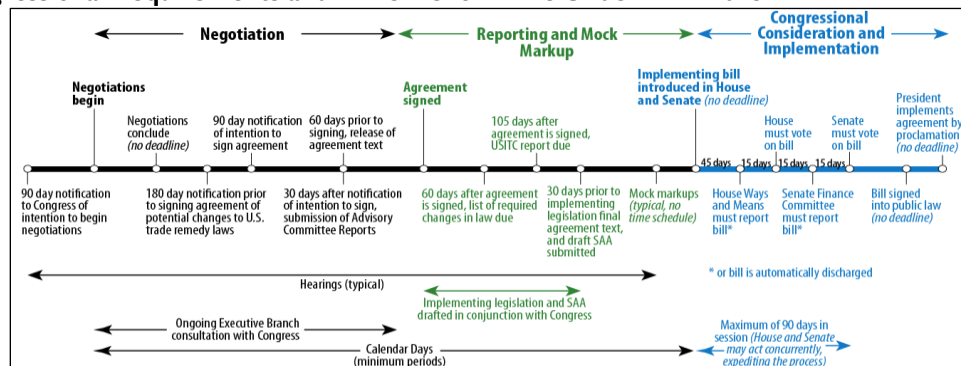 Negotiation
Reporting and Mock
Markup
Congressional
Consideration and
Implementation
Negotiations
begin
Agreement
signed
Implementing bill
introduced in House
and Senate (no deadline)
Negotiations
conclude
(no deadline)
90 day notification
of intention to
sign agreement
60 days prior to
signing, release of
agreement text
105 days after
agreement is signed,
USITC report due
House
must vote
on bill
Senate
must vote
on bill
President
implements
agreement by
proclamation
(no deadline)
45 days
15 days
15 days
15 days
90 day notification
to Congress of
intention to begin
negotiations
180 day notification prior
to signing agreement of
potential changes to U.S.
trade remedy laws
30 days after notification
of intention to sign,
submission of Advisory
Committee Reports
60 days after agreement
is signed, list of required
changes in law due
30 days prior to
implementing
legislation final
agreement text,
and draft SAA
submitted
Mock markups
(typical, no
time schedule)
House Ways
and Means
must report
bill*
Senate Finance
Committee
must report
bill*
Bill signed
into public law
(no deadline)
Hearings (typical)
* or bill is automatically discharged
Implementing legislation and SAA
drafted in conjunction with Congress
Ongoing Executive Branch
consultation with Congress
Calendar Days
(minimum periods)
Maximum of 90 days in
session (House and Senate
may act concurrently,
expediting the process)